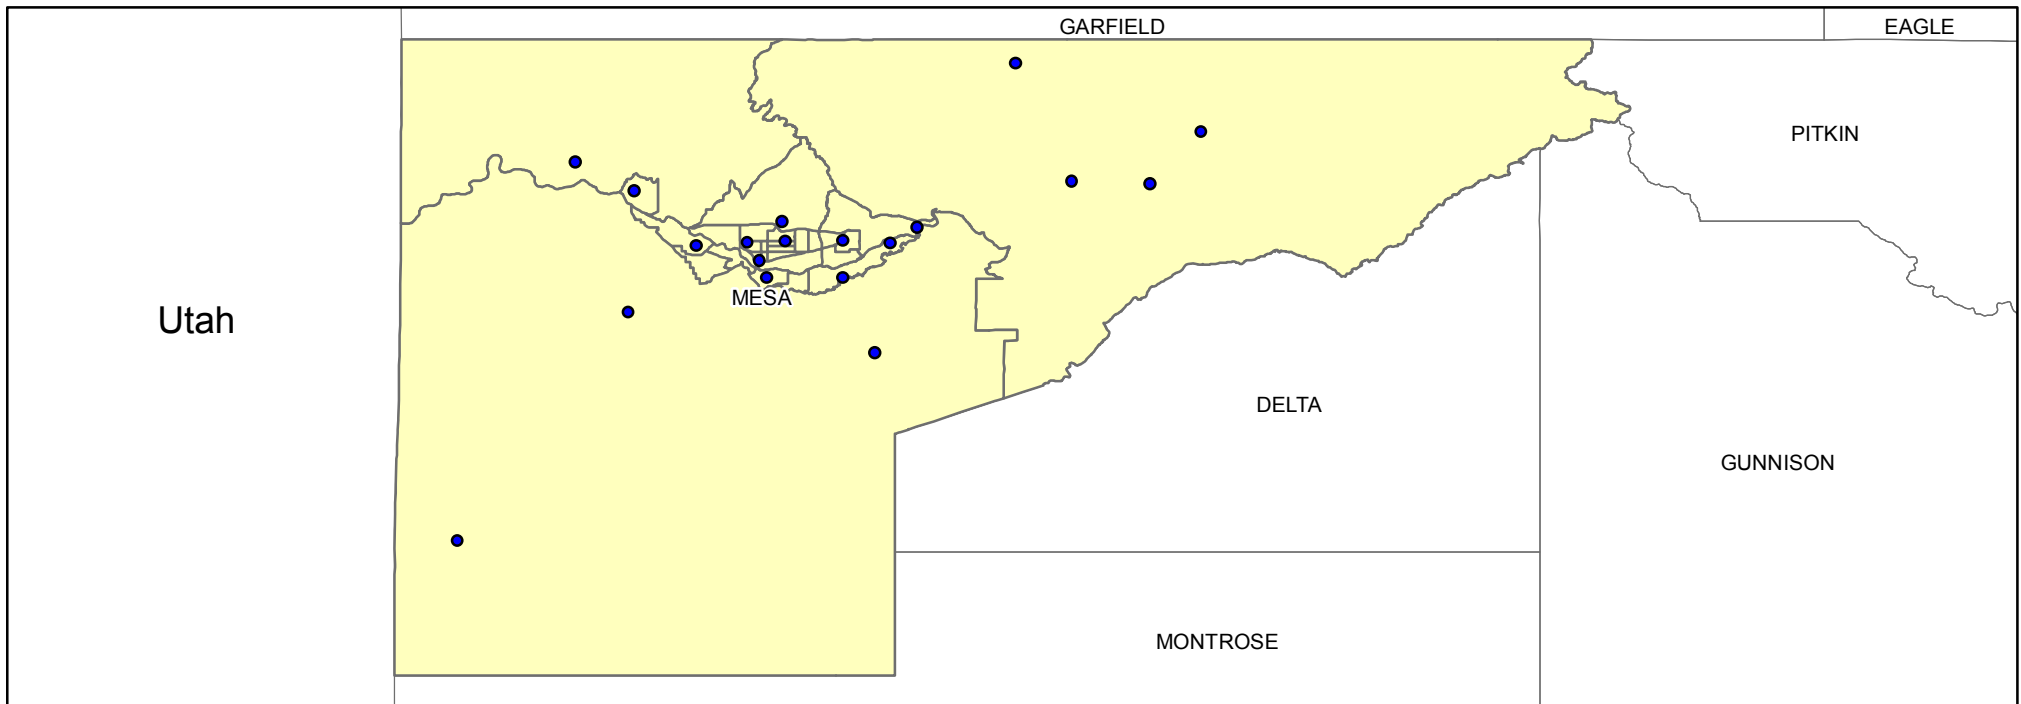 GARFIELD
EAGLE
PITKIN
MESA
Utah
DELTA
GUNNISON
MONTROSE